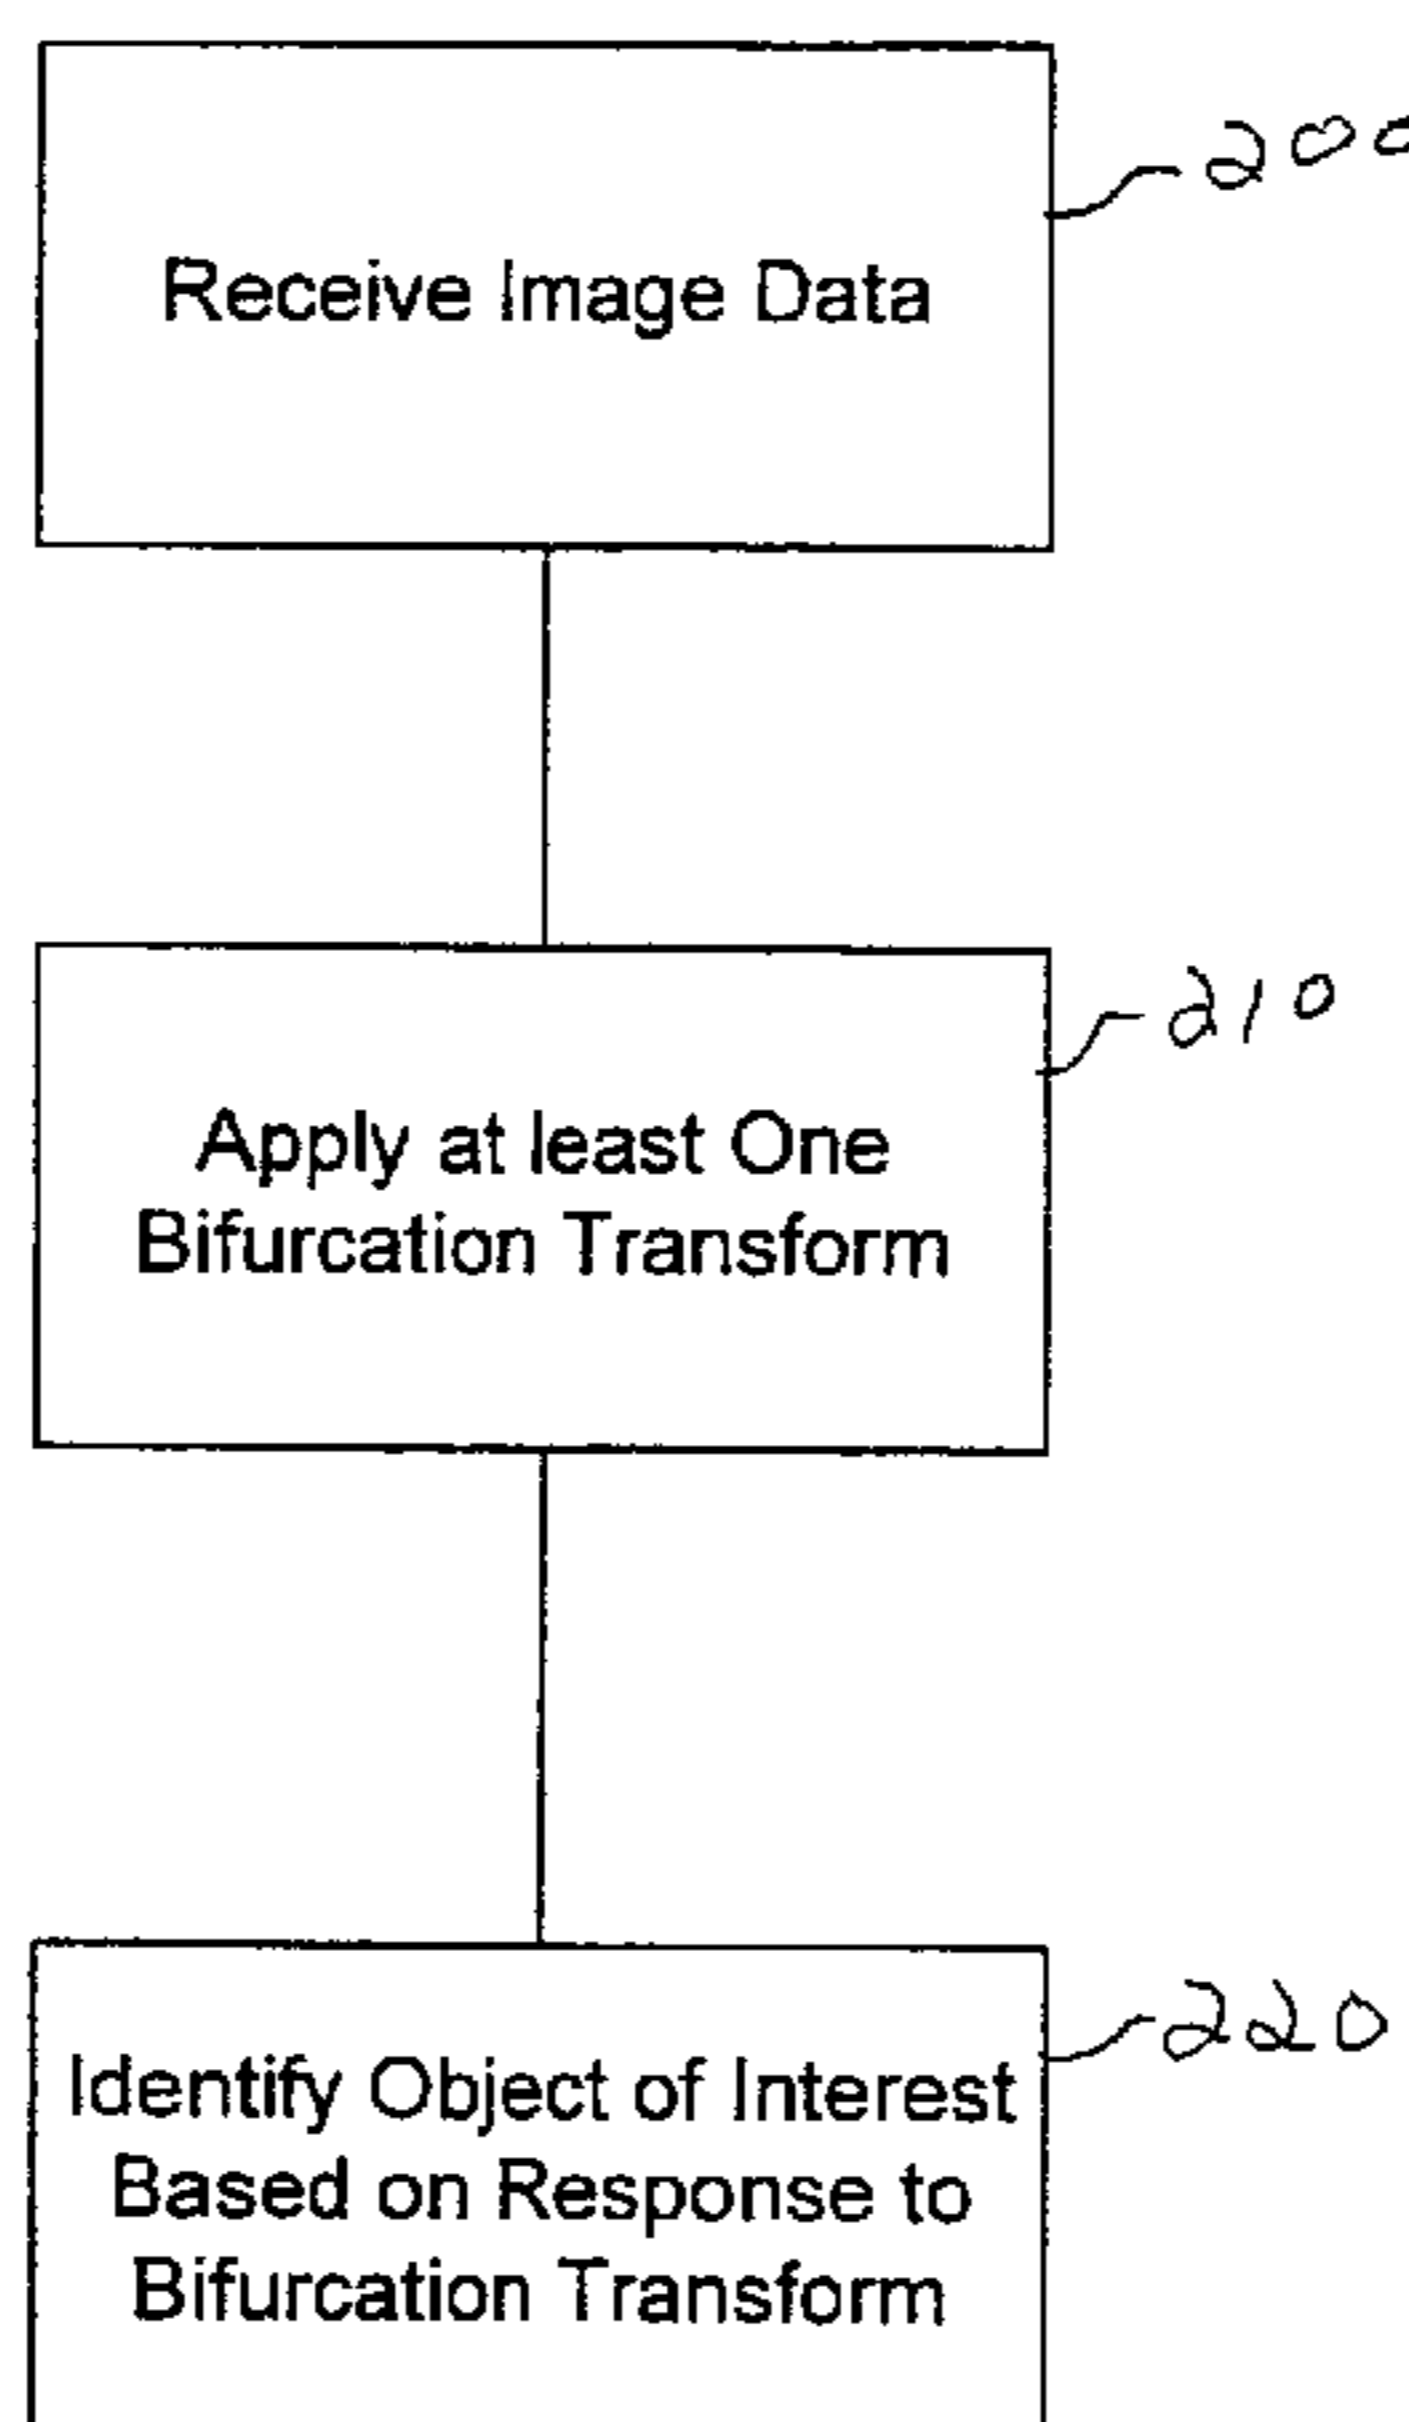 200
Receive Image Data
210
Apply at least One
Bifurcation Transform
220
Identify Object of Interest
Based on Response to
Bifurcation Transform